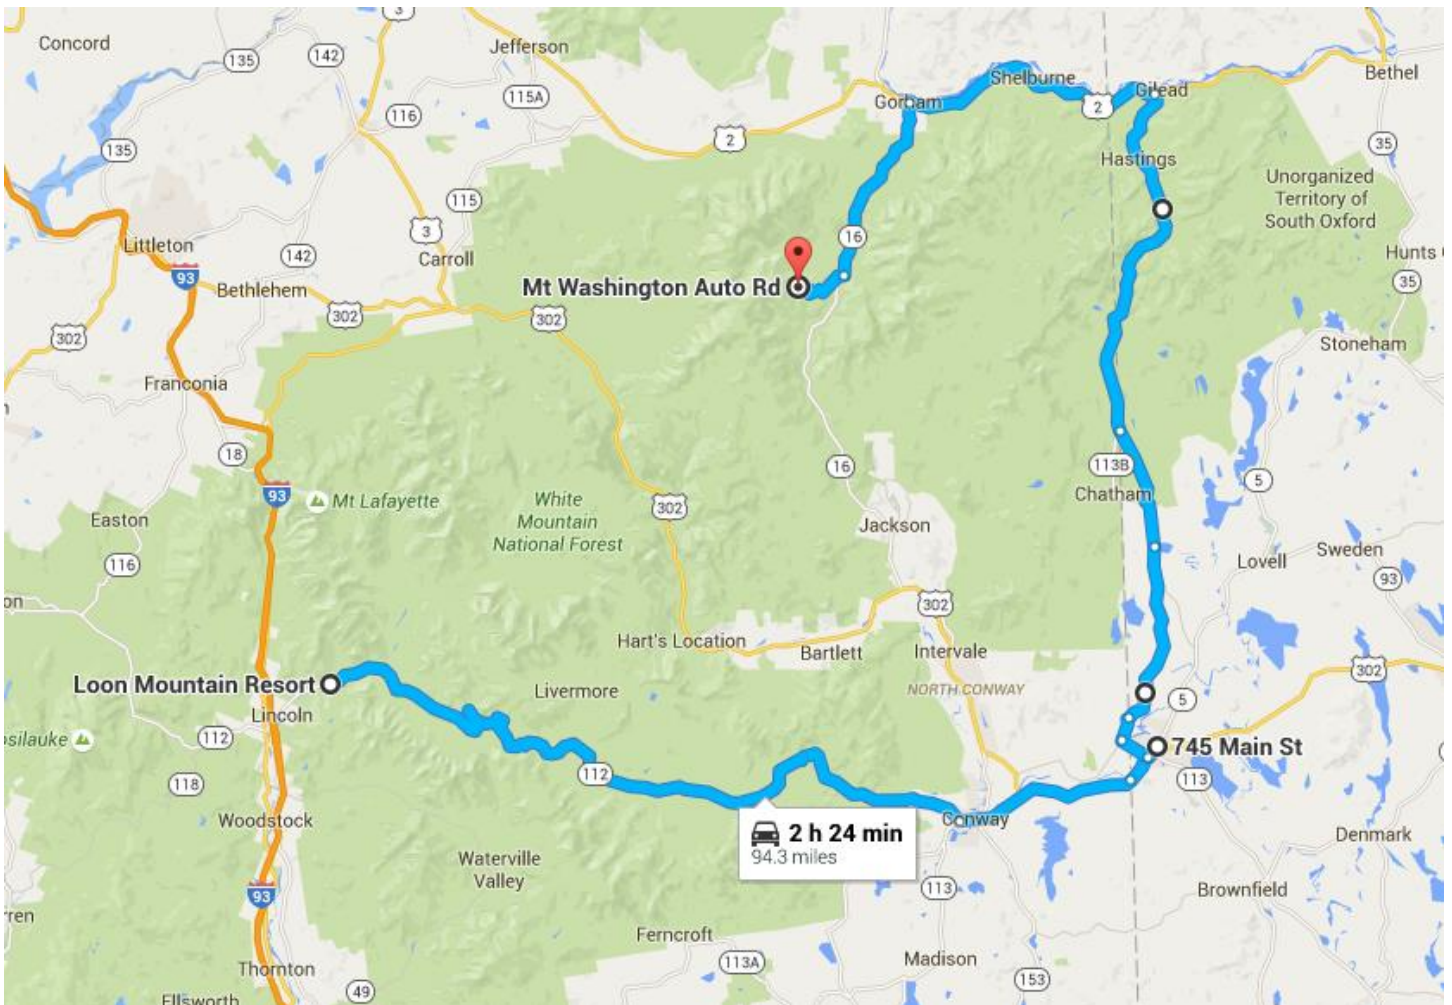 3
Concord
135
142
Jefferson
Shelburne
Bethel
115A
Gorham
2
Gilead
116
2
135
35
Hastings
Unorganized
Territory of
South Oxford
115
3
16
Littleton
142
Carroll
Hunts
93
Bethlehem
Mt Washington Auto Rd
35
302
302
302
Stoneham
Franconia
18
16
113B
5
93
Mt Lafayette
White
Mountain
National Forest
302
Chatham
Easton
Jackson
116
Lovell
Sweden
93
on
302
Hart's Location
Bartlett
Intervale
302
Loon Mountain Resort
Livermore
NORTH CONWAY
5
Lincoln
osilauke
112
745 Main St
118
112
113
Woodstock
Conway
2 h 24 min
94.3 miles
Denmark
Waterville
Valley
93
113
Brownfield
rren
Ferncroft
113A
Madison
Thornton
153
49
Ellsworth